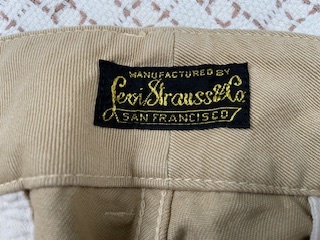 MANUFACTURED BY
Levi Strauss & Co
SAN FRANCISCO